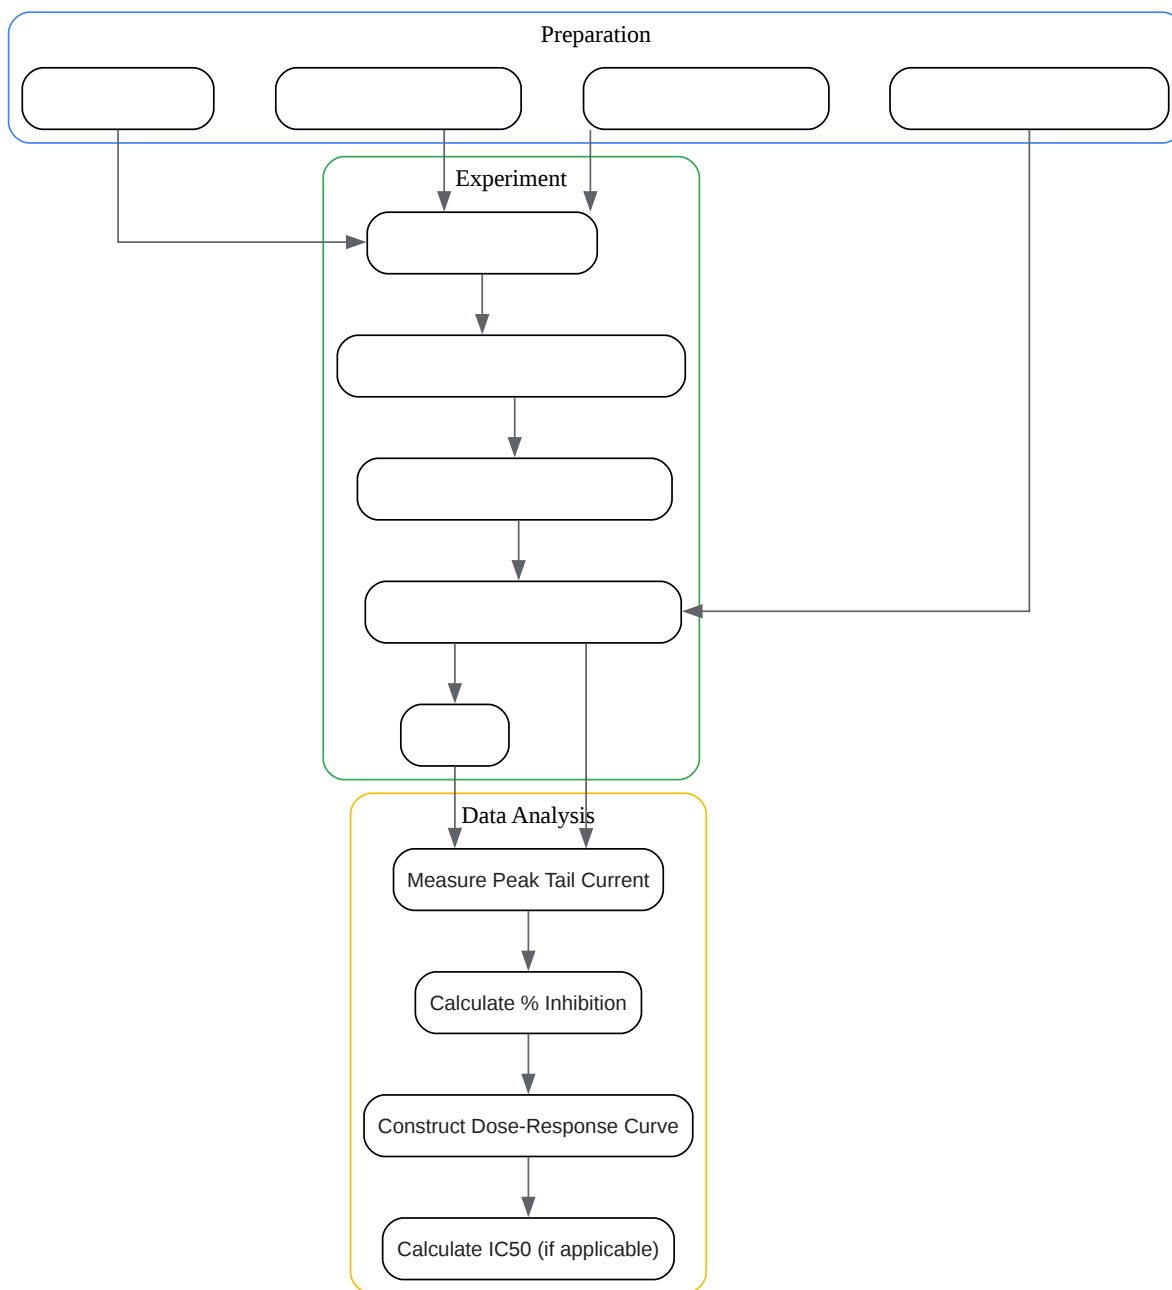 Preparation
Experiment
Data Analysis
Measure Peak Tail Current
Calculate % Inhibition
Construct Dose-Response Curve
Calculate IC50 (if applicable)